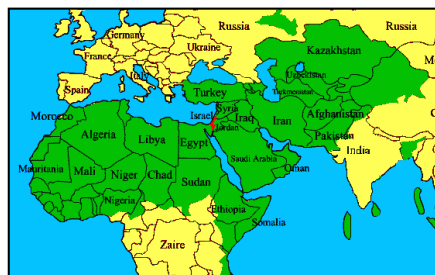 Russia
Russia
Germany
Ukraine
France
Kazakhstan
Italy
Spain
Uzbekistan
Turkey
Turkmenistan
Syria
Israel
Morocco
Iraq
Iran
Afghanistan
Jordan
Algeria
Libya
Egypt
Pakistan
India
Saudi Arabia
Mauritania
Mali
Niger
Chad
Oman
Sudan
Nigeria
Ethiopia
Somalia
Zaire